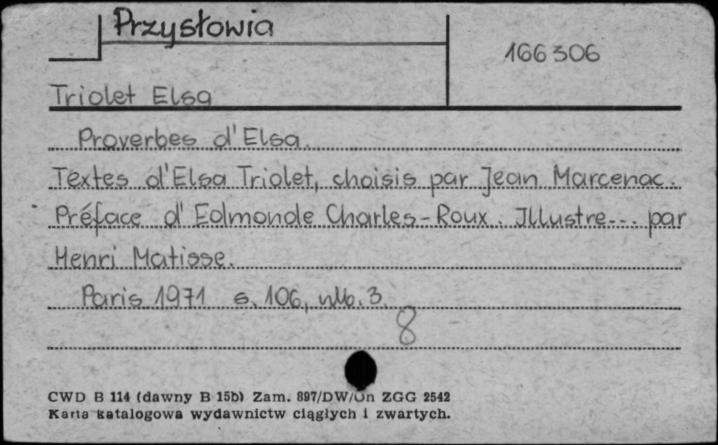 Przysłowia
166306
Triolet Elsa
Proverbes d'Elsa.
Textes d'Elsa Triolet, choisis par Jean Marcenac.
Préface d'Edmonde Charles-Roux. Illustre... par
Henri Matisse.
Paris 1971 s. 106, nlb. 3.
8
CWD B 114 (dawny B 15b) Zam. 897/DW/On ZGG 2542
Karta katalogowa wydawnictw ciągłych i zwartych.